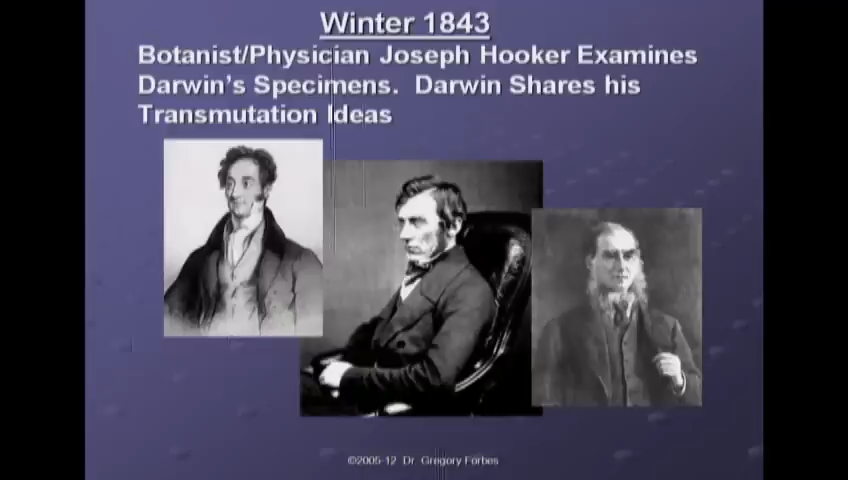 Winter 1843
Botanist/Physician Joseph Hooker Examines
Darwin's Specimens.  Darwin Shares his
Transmutation Ideas
©2005-12 Dr. Gregory Forbes